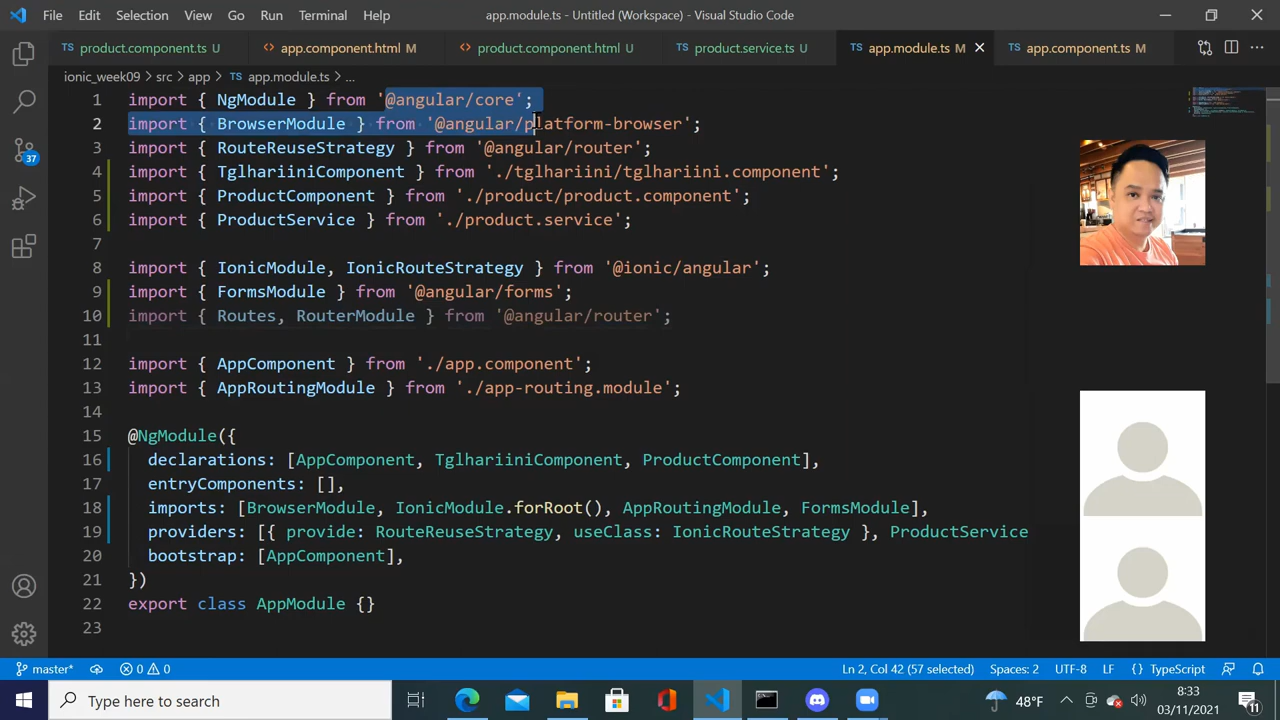 File Edit Selection View Go Run Terminal Help app.module.ts - Untitled (Workspace) - Visual Studio Code
TS product.component.ts <> app.component.html M <> product.component.html U TS product.service.ts U TS app.module.ts M TS app.component.ts M
ionic_week09 > src > app > TS app.module.ts > ...
1 import { NgModule } from '@angular/core';
2 import { BrowserModule } from '@angular/platform-browser';
3 import { RouteReuseStrategy } from '@angular/router';
4 import { TglhariiniComponent } from './tglhariini/tglhariini.component';
5 import { ProductComponent } from './product/product.component';
6 import { ProductService } from './product.service';
7
8 import { IonicModule, IonicRouteStrategy } from '@ionic/angular';
9 import { FormsModule } from '@angular/forms';
10 import { Routes, RouterModule } from '@angular/router';
11
12 import { AppComponent } from './app.component';
13 import { AppRoutingModule } from './app-routing.module';
14
15 @NgModule({
16 declarations: [AppComponent, TglhariiniComponent, ProductComponent],
17 entryComponents: [],
18 imports: [BrowserModule, IonicModule.forRoot(), AppRoutingModule, FormsModule],
19 providers: [{ provide: RouteReuseStrategy, useClass: IonicRouteStrategy }, ProductService
20 bootstrap: [AppComponent],
21 })
22 export class AppModule {}
23
37
master* 0 0 Ln 2, Col 42 (57 selected) Spaces: 2 UTF-8 LF {} TypeScript
Type here to search 48°F 8:33
03/11/2021 11